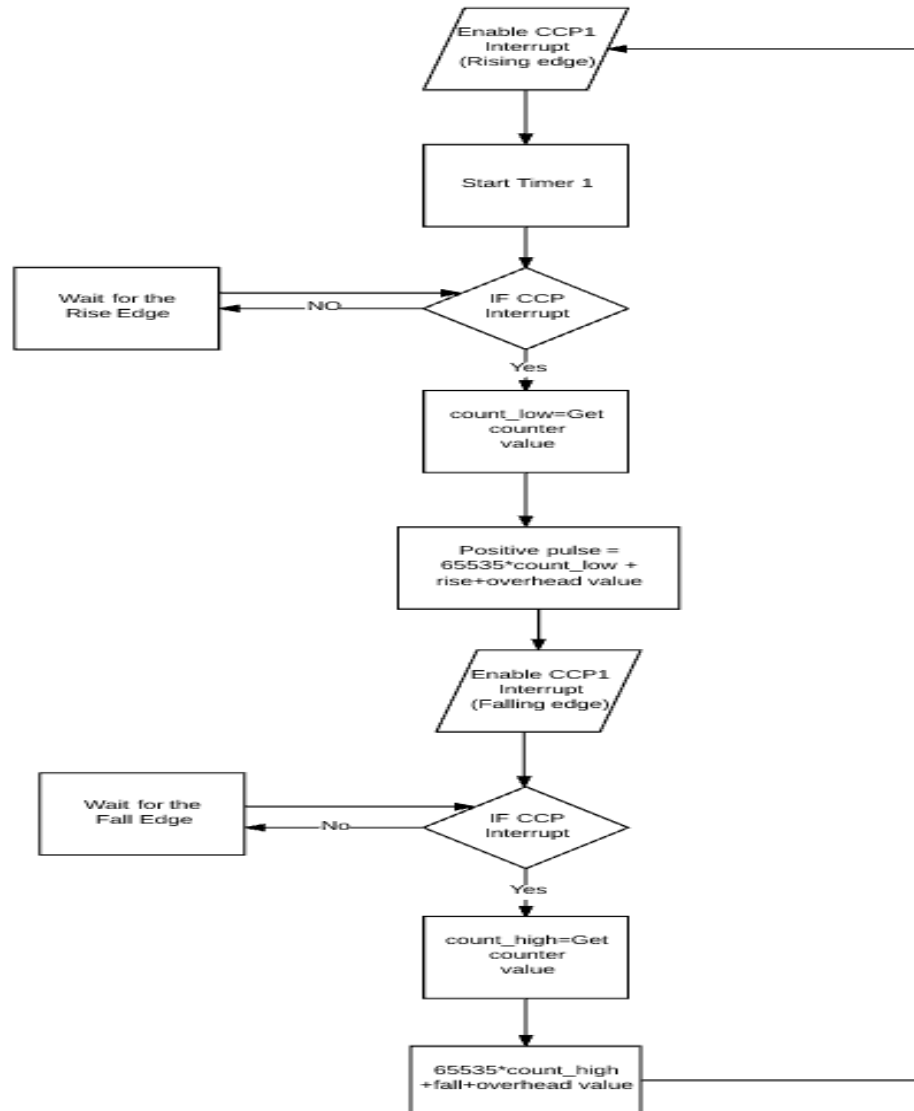 Enable CCP1
Interrupt
(Rising edge)
Start Timer 1
Wait for the
Rise Edge
NO
IF CCP
Interrupt
Yes
count_low=Get
counter
value
Positive pulse =
65535*count_low +
rise+overhead value
Enable CCP1
Interrupt
(Falling edge)
Wait for the
Fall Edge
No
IF CCP
Interrupt
Yes
count_high=Get
counter
value
65535*count_high
+fall+overhead value